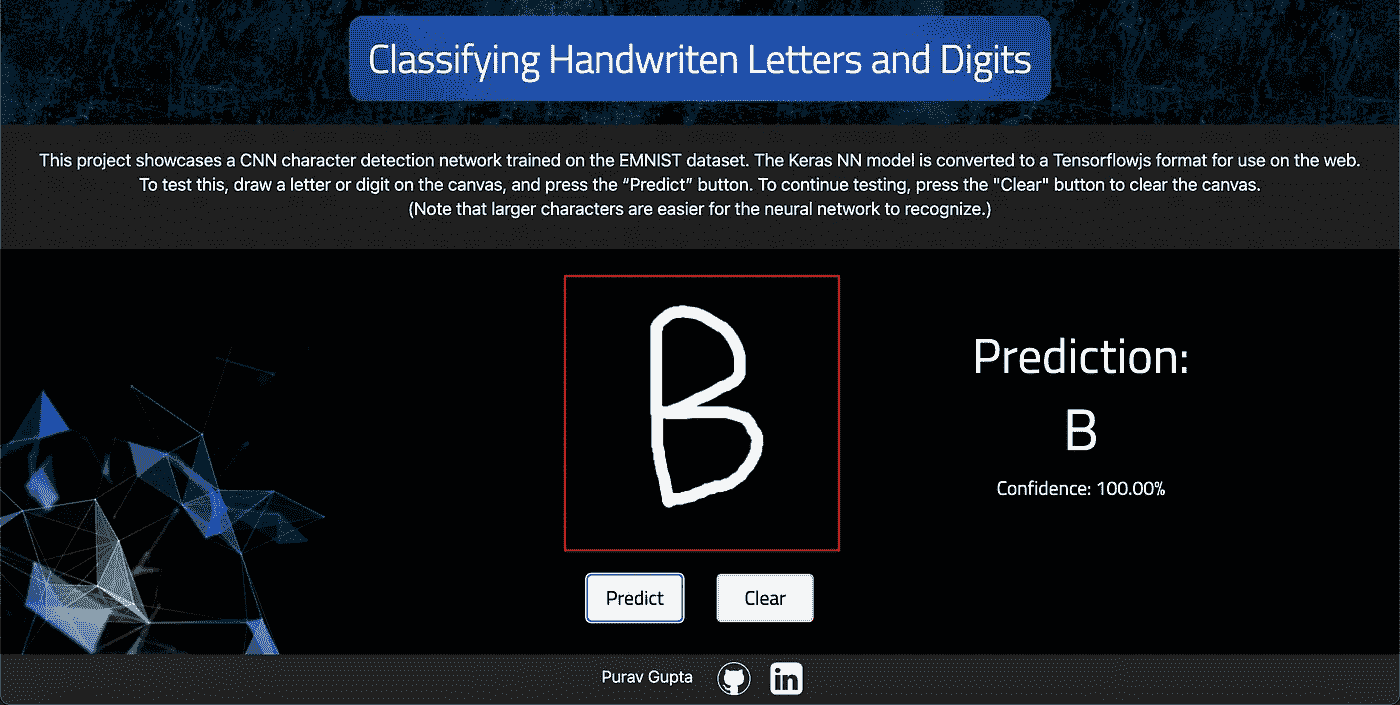 Classifying Handwriten Letters and Digits
This project showcases a CNN character detection network trained on the EMNIST dataset. The Keras NN model is converted to a Tensorflowjs format for use on the web.
To test this, draw a letter or digit on the canvas, and press the “Predict” button. To continue testing, press the "Clear" button to clear the canvas.
(Note that larger characters are easier for the neural network to recognize.)
B
Prediction:
B
Confidence: 100.00%
Predict
Clear
Purav Gupta
in